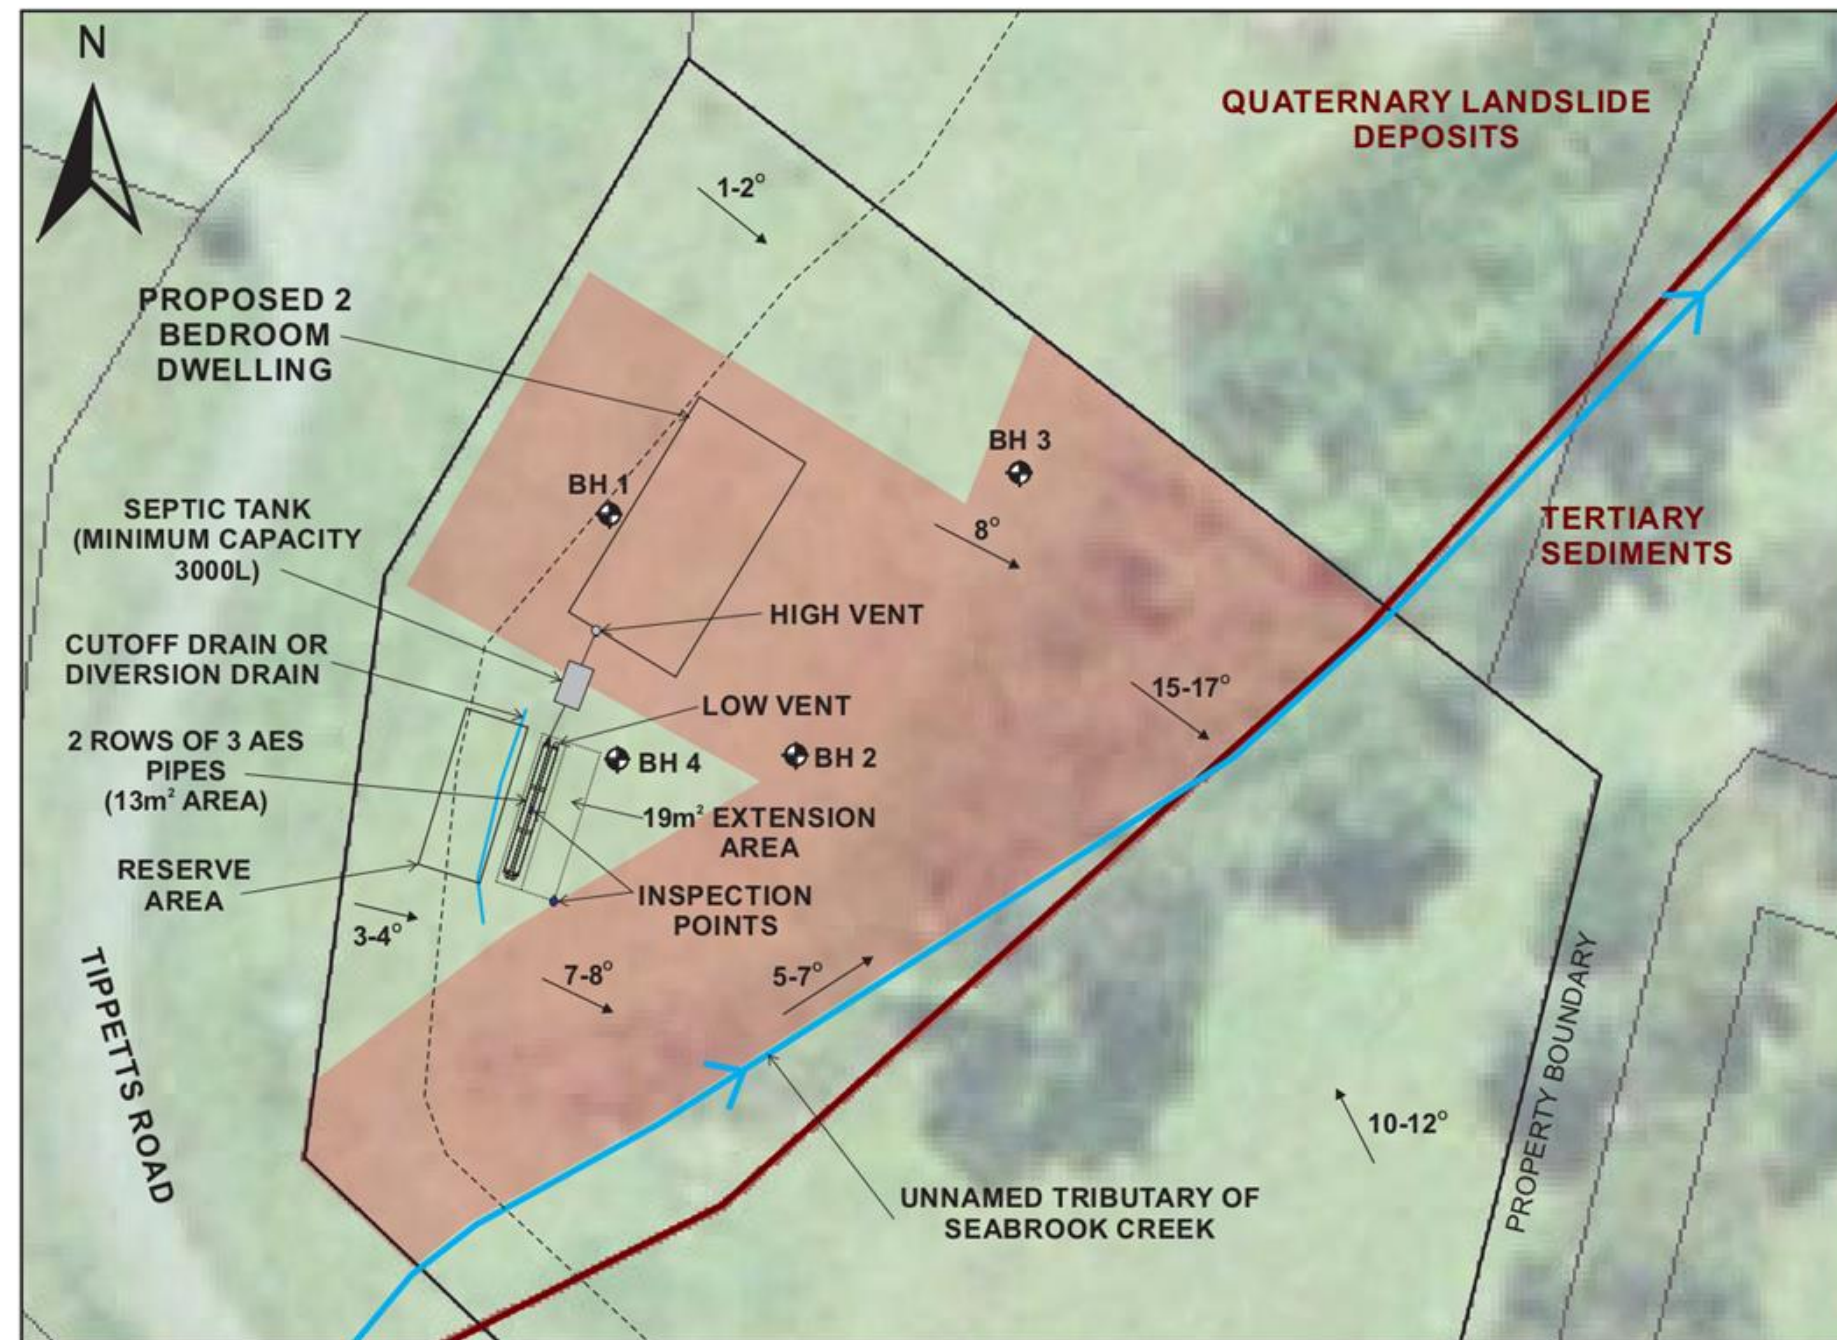 N
QUATERNARY LANDSLIDE
DEPOSITS
1-2°
PROPOSED 2
BEDROOM
DWELLING
BH 3
BH 1
8°
SEPTIC TANK
(MINIMUM CAPACITY
3000L)
TERTIARY
SEDIMENTS
HIGH VENT
CUTOFF DRAIN OR
DIVERSION DRAIN
15-17°
LOW VENT
2 ROWS OF 3 AES
PIPES
(13m² AREA)
BH 4
BH 2
19m² EXTENSION
AREA
RESERVE
AREA
INSPECTION
POINTS
3-4°
7-8°
5-7°
TIPPETTS ROAD
PROPERTY BOUNDARY
10-12°
UNNAMED TRIBUTARY OF
SEABROOK CREEK